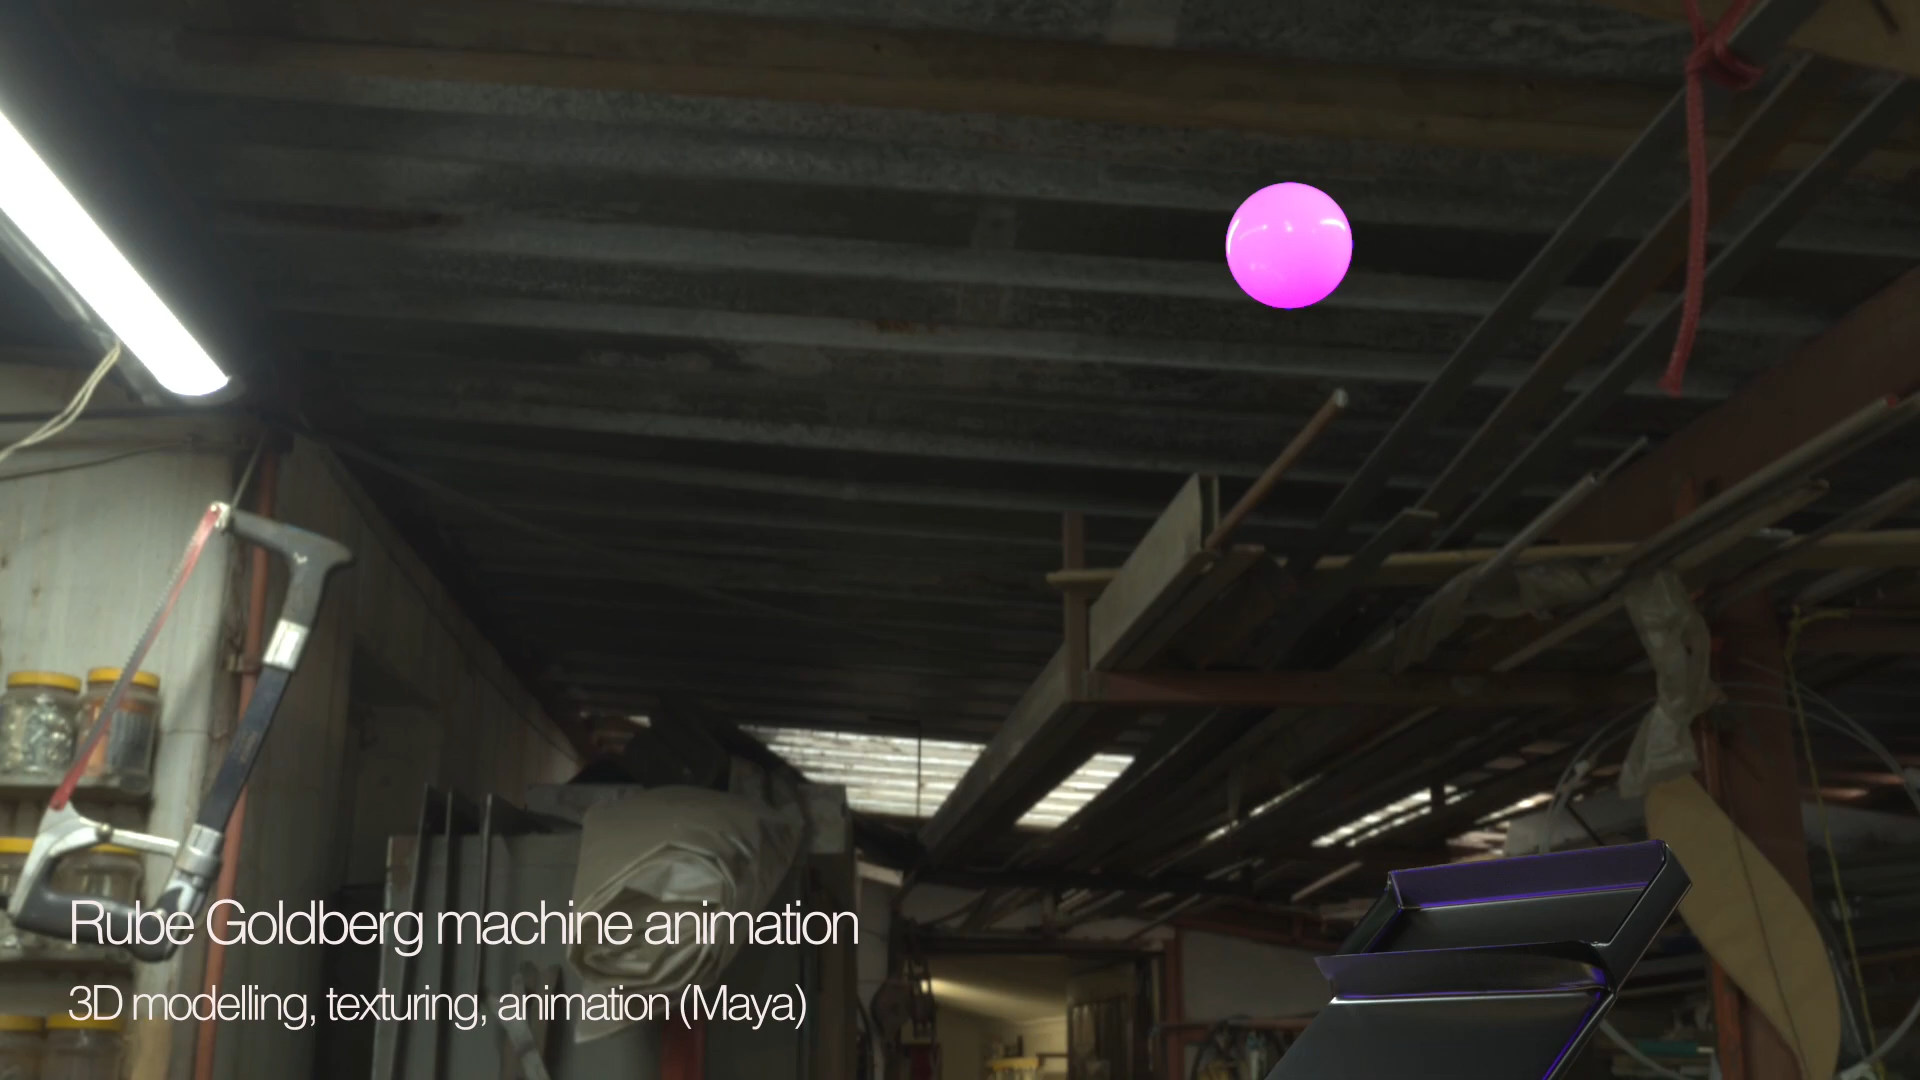 Rube Goldberg machine animation
3D modelling, texturing, animation (Maya)